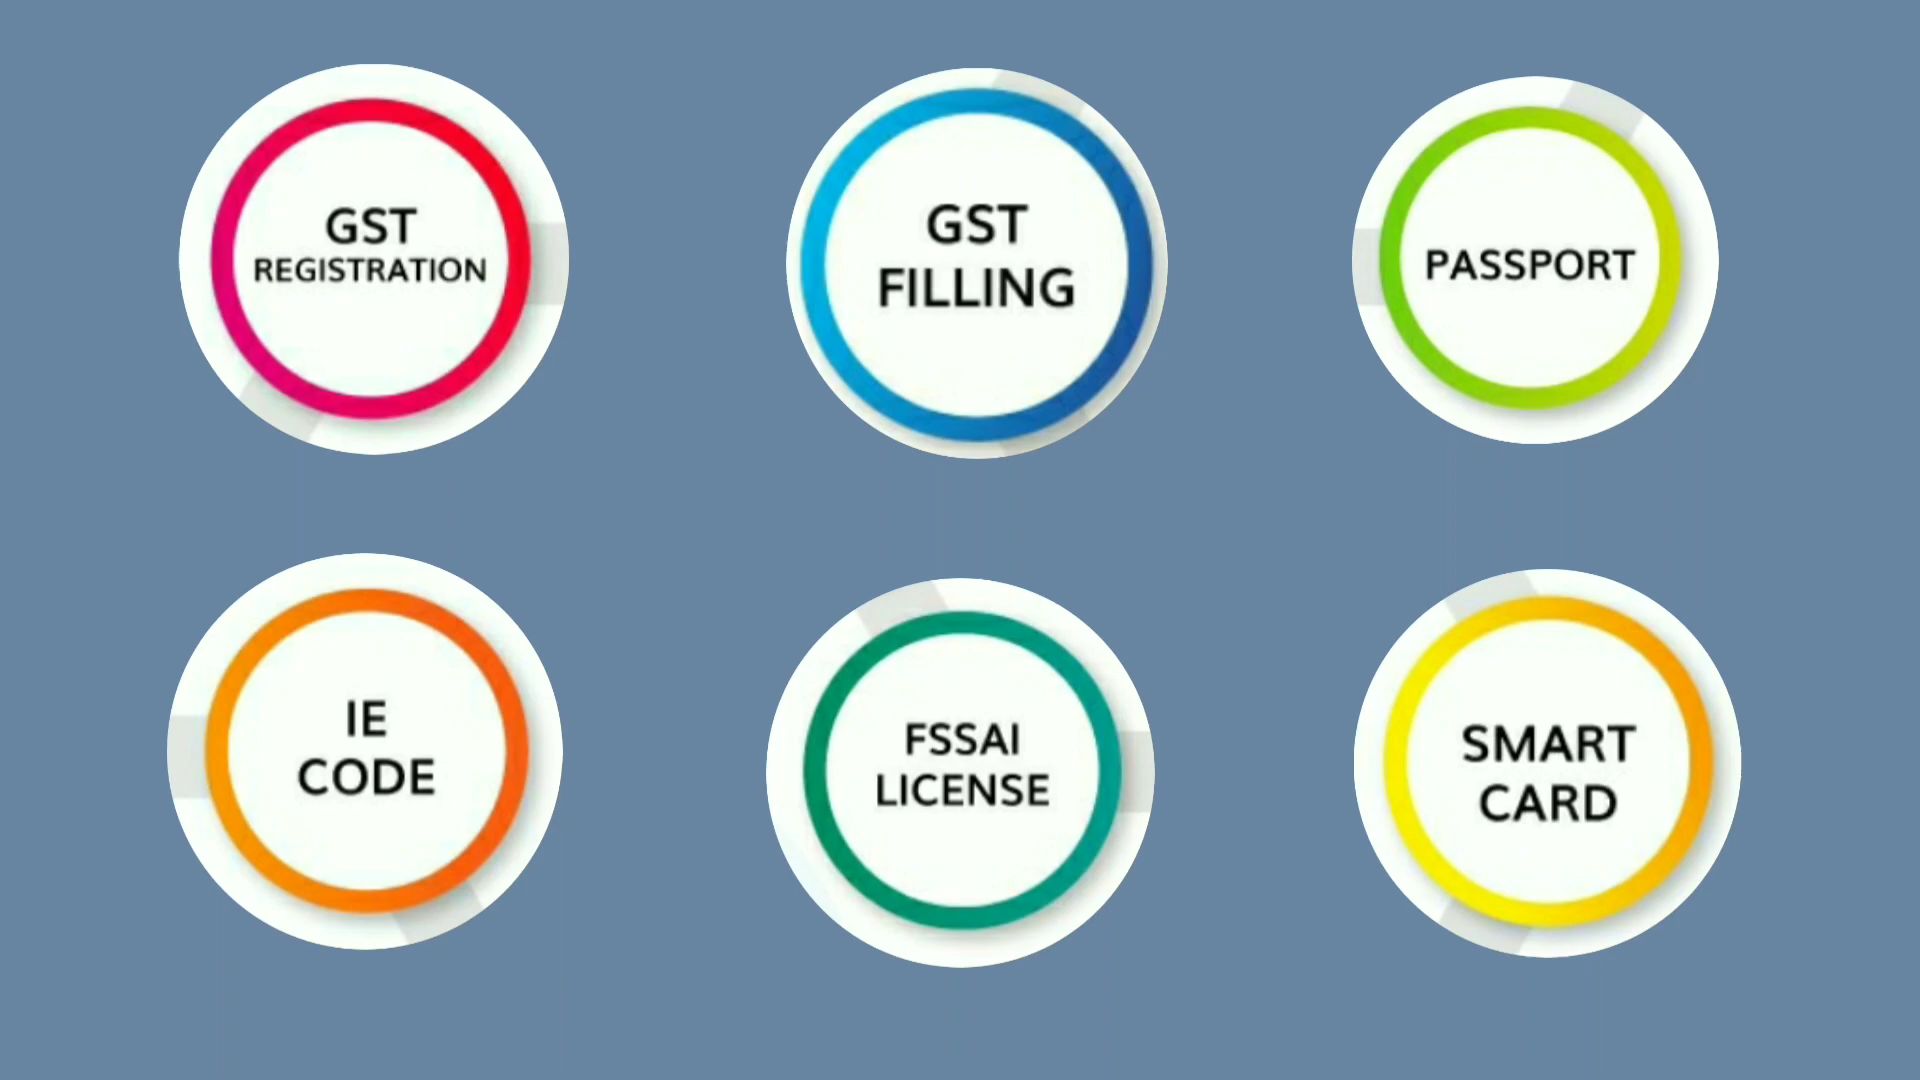 GST
REGISTRATION
GST
FILLING
PASSPORT
IE
CODE
FSSAI
LICENSE
SMART
CARD